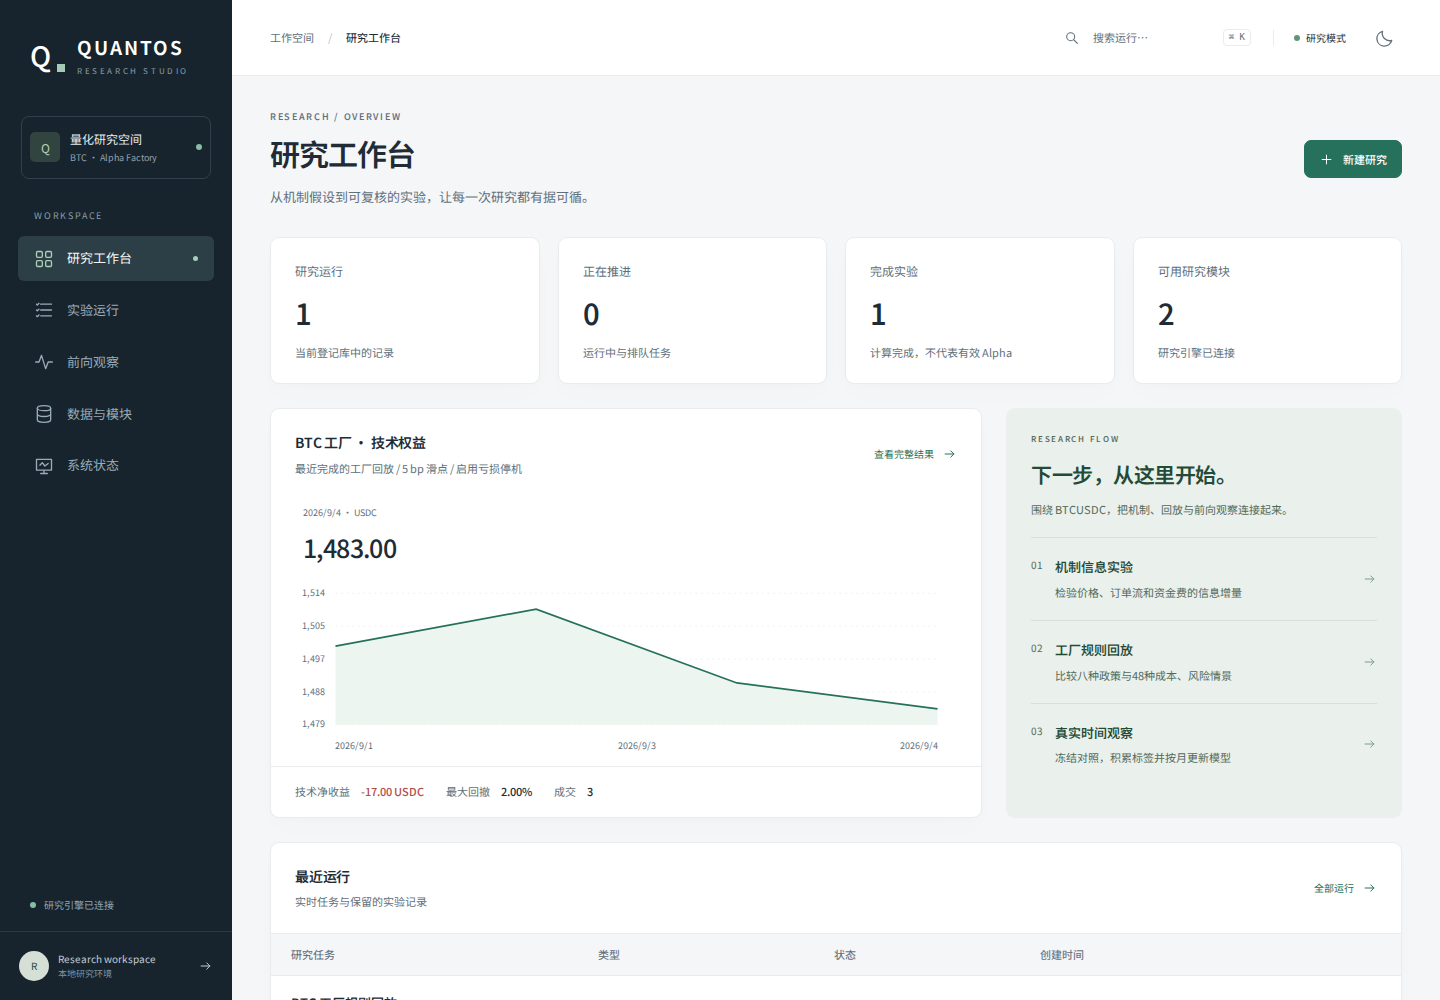 Q
QUANTOS
RESEARCH STUDIO
Q
量化研究空间
BTC · Alpha Factory
WORKSPACE
研究工作台
实验运行
前向观察
数据与模块
系统状态
研究引擎已连接
R
Research workspace
本地研究环境
工作空间 / 研究工作台
搜索运行…
⌘ K
研究模式
RESEARCH / OVERVIEW
研究工作台
从机制假设到可复核的实验，让每一次研究都有据可循。
新建研究
研究运行
1
当前登记库中的记录
正在推进
0
运行中与排队任务
完成实验
1
计算完成，不代表有效 Alpha
可用研究模块
2
研究引擎已连接
BTC 工厂 · 技术权益
最近完成的工厂回放 / 5 bp 滑点 / 启用亏损停机
查看完整结果
2026/9/4 · USDC
1,483.00
1,514
1,505
1,497
1,488
1,479
2026/9/1
2026/9/3
2026/9/4
技术净收益 -17.00 USDC 最大回撤 2.00% 成交 3
RESEARCH FLOW
下一步，从这里开始。
围绕 BTCUSDC，把机制、回放与前向观察连接起来。
01 机制信息实验
检验价格、订单流和资金费的信息增量
02 工厂规则回放
比较八种政策与48种成本、风险情景
03 真实时间观察
冻结对照，积累标签并按月更新模型
最近运行
实时任务与保留的实验记录
全部运行
研究任务 类型 状态 创建时间
BTC 工厂规则回放